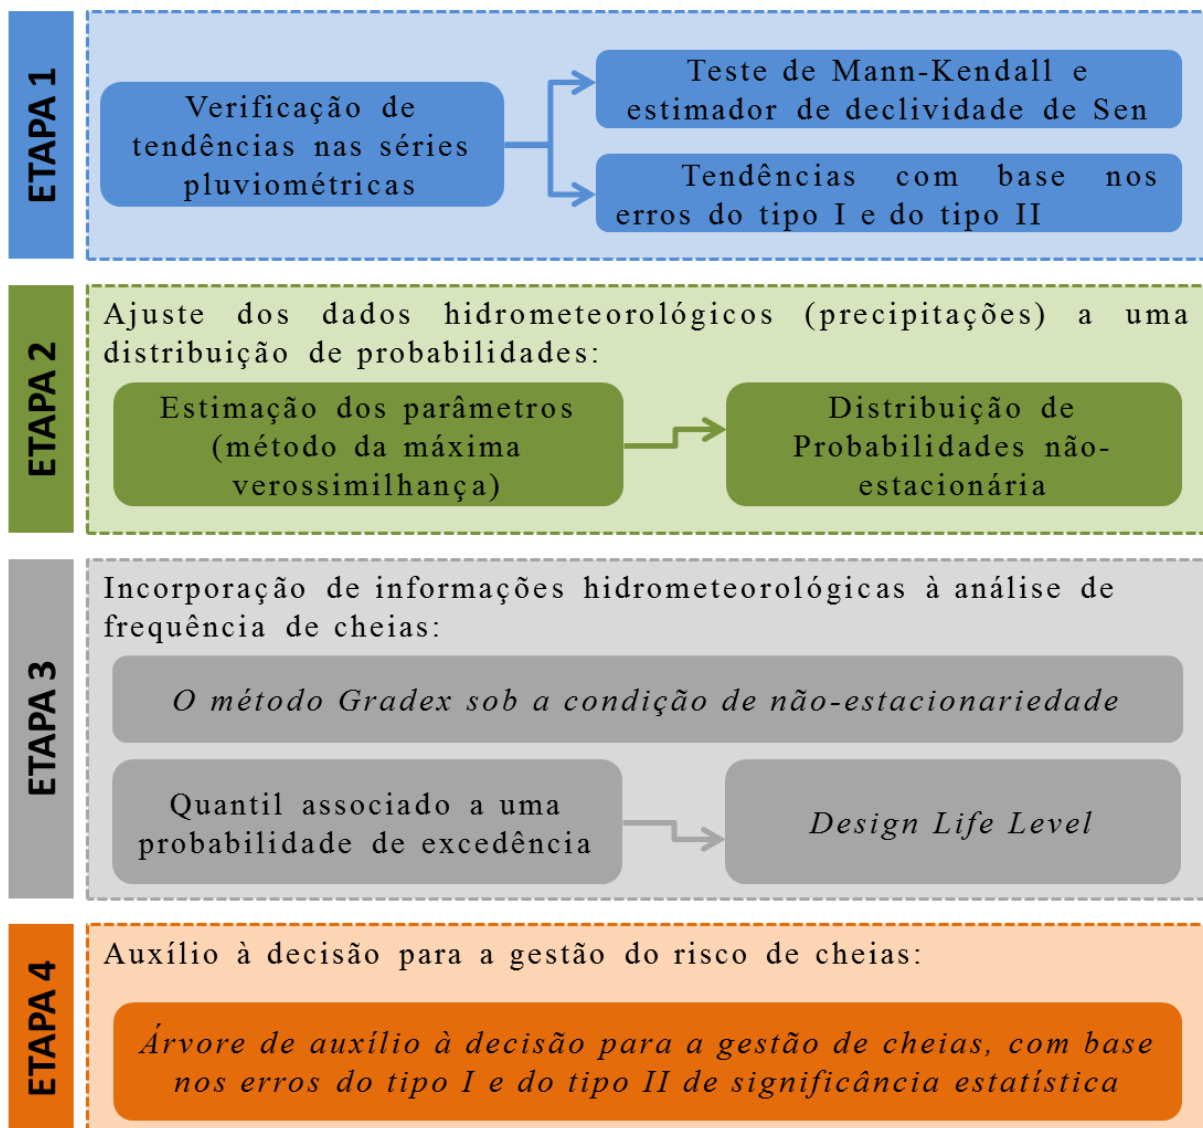 ETAPA 1
Verificação de
tendências nas séries
pluviométricas
Teste de Mann-Kendall e
estimador de declividade de Sen
Tendências com base nos
erros do tipo I e do tipo II
ETAPA 2
Ajuste dos dados hidrometeorológicos (precipitações) a uma
distribuição de probabilidades:
Estimação dos parâmetros
(método da máxima
verossimilhança)
Distribuição de
Probabilidades não-
estacionária
ETAPA 3
Incorporação de informações hidrometeorológicas à análise de
frequência de cheias:
O método Gradex sob a condição de não-estacionariedade
Quantil associado a uma
probabilidade de excedência
Design Life Level
ETAPA 4
Auxílio à decisão para a gestão do risco de cheias:
Árvore de auxílio à decisão para a gestão de cheias, com base
nos erros do tipo I e do tipo II de significância estatística